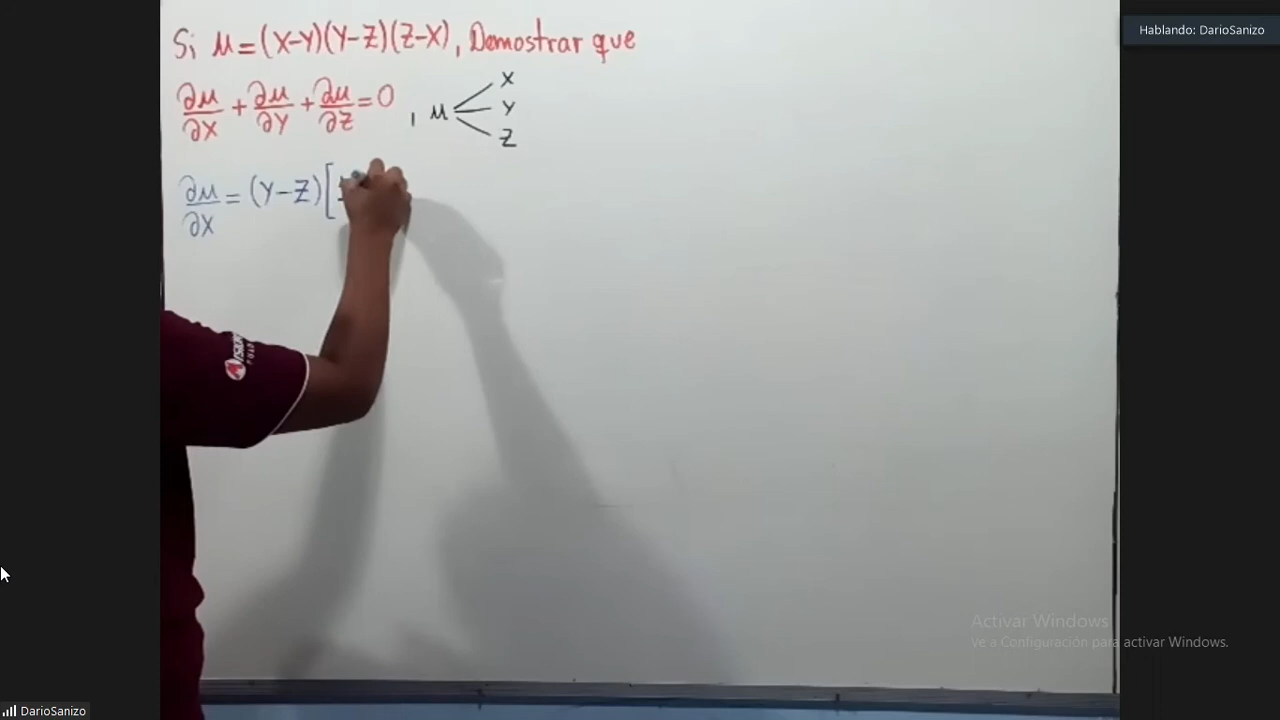 Si μ=(X-Y)(Y-Z)(Z-X), Demostrar que
∂μ/∂X + ∂μ/∂Y + ∂μ/∂Z = 0 , μ
X
Y
Z
∂μ/∂X = (Y-Z)[
Hablando: DarioSanizo
Activar Windows
Ve a Configuración para activar Windows.
DarioSanizo